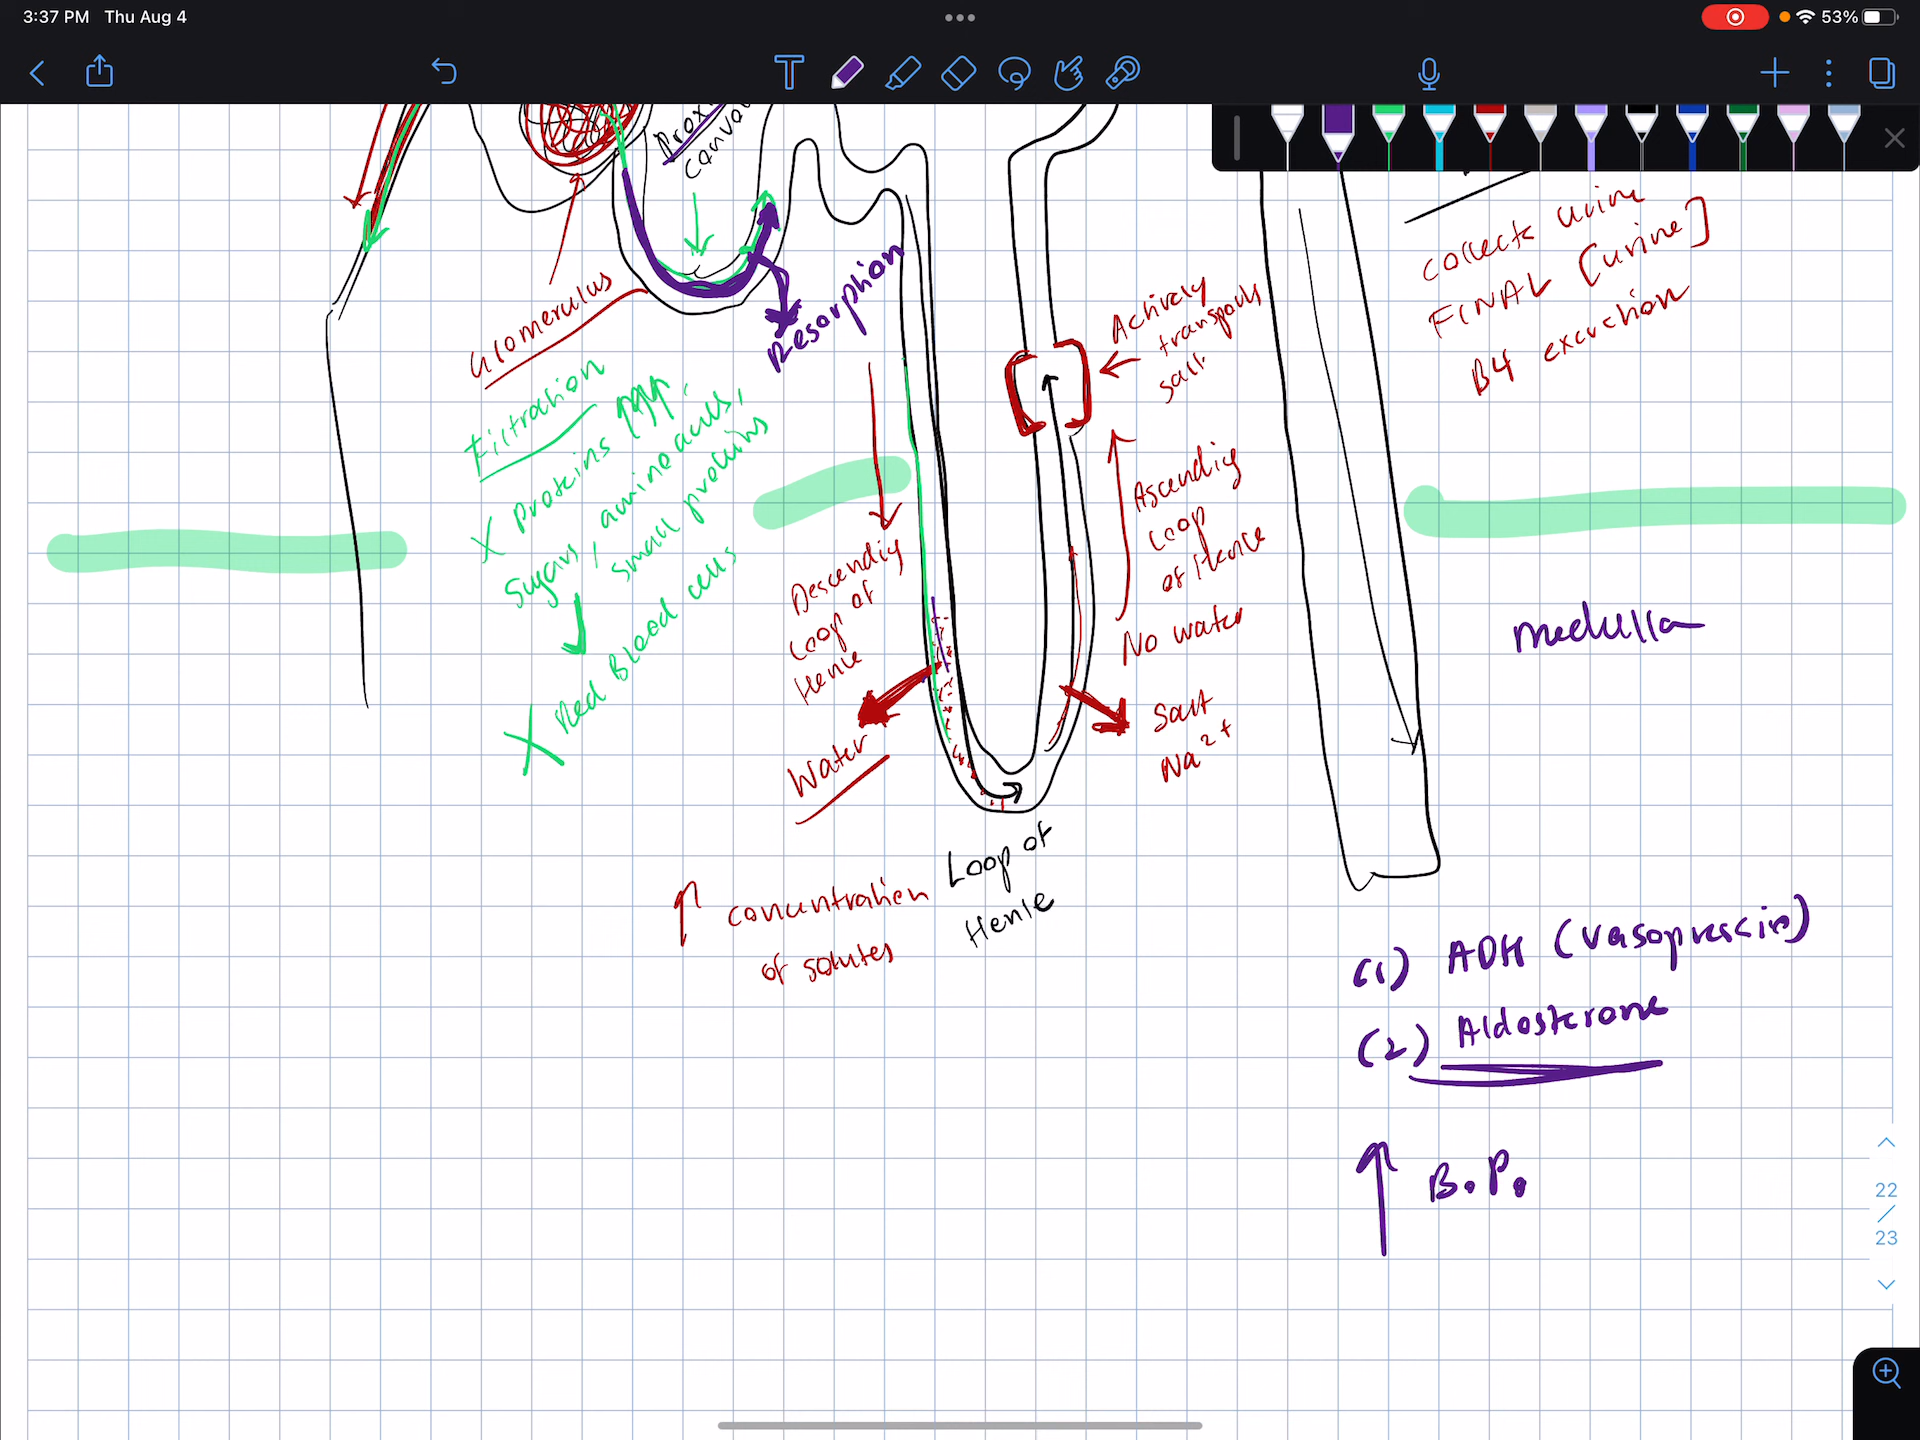 3:37 PM Thu Aug 4
53%
canvo
Glomerulus
Resorption
Filtration
X proteins
sugars, amino acids,
small proteins
X Red Blood cells
Descending
Loop of
Henle
Water
↑ concentration
of solutes
Loop of
Henle
Actively
transports
salt
Ascending
Loop
of Henle
No water
Salt
Na2+
collects urine
FINAL [urine]
B4 excretion
medulla
(1) ADH (vasopressin)
(2) Aldosterone
↑ B.P.
22
/
23